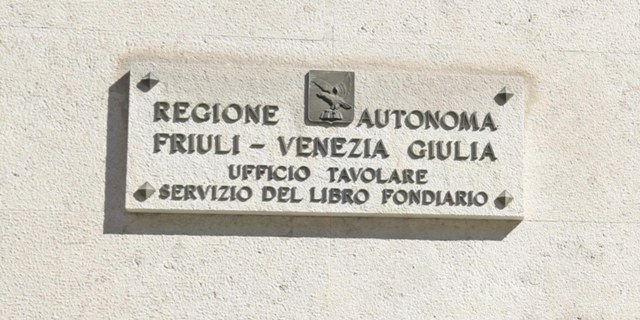 REGIONE AUTONOMA
FRIULI - VENEZIA GIULIA
UFFICIO TAVOLARE
SERVIZIO DEL LIBRO FONDIARIO